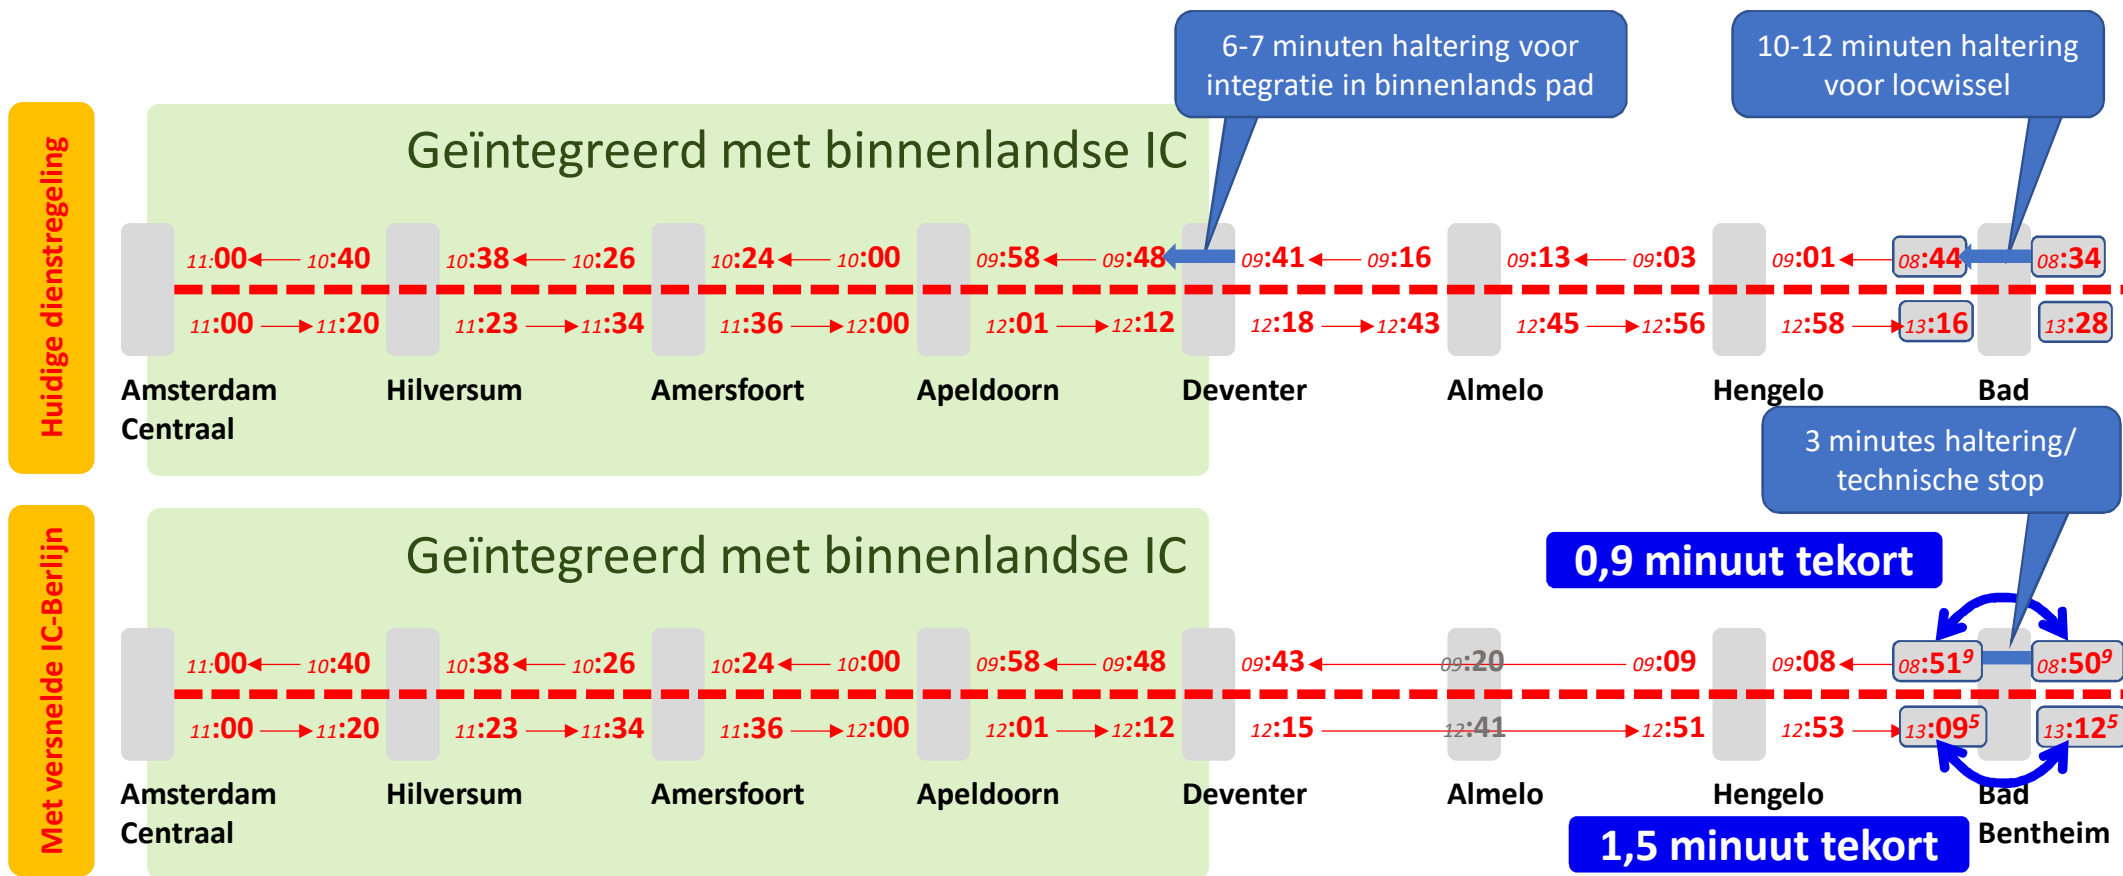 6-7 minuten haltering voor
integratie in binnenlands pad
10-12 minuten haltering
voor locwissel
Huidige dienstregeling
Geïntegreerd met binnenlandse IC
11:00 10:40 10:38 10:26 10:24 10:00 09:58 09:48 09:41 09:16 09:13 09:03 09:01 08:44 08:34
11:00 11:20 11:23 11:34 11:36 12:00 12:01 12:12 12:18 12:43 12:45 12:56 12:58 13:16 13:28
Amsterdam
Centraal
Hilversum
Amersfoort
Apeldoorn
Deventer
Almelo
Hengelo
Bad
3 minutes haltering/
technische stop
Met versnelde IC-Berlijn
Geïntegreerd met binnenlandse IC
0,9 minuut tekort
11:00 10:40 10:38 10:26 10:24 10:00 09:58 09:48 09:43 09:20 09:09 09:08 08:51⁹ 08:50⁹
11:00 11:20 11:23 11:34 11:36 12:00 12:01 12:12 12:15 12:41 12:51 12:53 13:09⁵ 13:12⁵
Amsterdam
Centraal
Hilversum
Amersfoort
Apeldoorn
Deventer
Almelo
Hengelo
Bad
Bentheim
1,5 minuut tekort